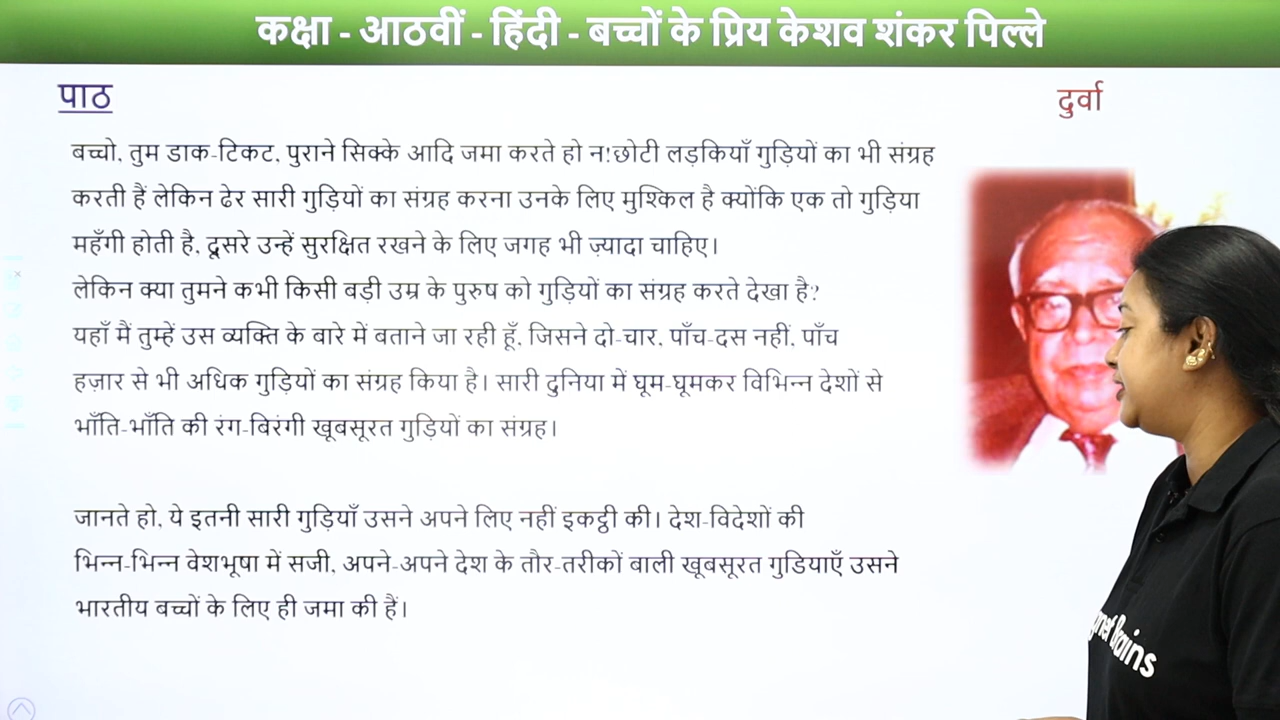 कक्षा - आठवीं - हिंदी - बच्चों के प्रिय केशव शंकर पिल्ले
पाठ
दुर्वा
बच्चो, तुम डाक-टिकट, पुराने सिक्के आदि जमा करते हो न!छोटी लड़कियाँ गुड़ियों का भी संग्रह
करती हैं लेकिन ढेर सारी गुड़ियों का संग्रह करना उनके लिए मुश्किल है क्योंकि एक तो गुड़िया
महँगी होती है, दूसरे उन्हें सुरक्षित रखने के लिए जगह भी ज़्यादा चाहिए।
लेकिन क्या तुमने कभी किसी बड़ी उम्र के पुरुष को गुड़ियों का संग्रह करते देखा है?
यहाँ मैं तुम्हें उस व्यक्ति के बारे में बताने जा रही हूँ, जिसने दो-चार, पाँच-दस नहीं, पाँच
हज़ार से भी अधिक गुड़ियों का संग्रह किया है। सारी दुनिया में घूम-घूमकर विभिन्न देशों से
भाँति-भाँति की रंग-बिरंगी खूबसूरत गुड़ियों का संग्रह।
जानते हो, ये इतनी सारी गुड़ियाँ उसने अपने लिए नहीं इकट्ठी की। देश-विदेशों की
भिन्न-भिन्न वेशभूषा में सजी, अपने-अपने देश के तौर-तरीकों बाली खूबसूरत गुडियाएँ उसने
भारतीय बच्चों के लिए ही जमा की हैं।
Brains